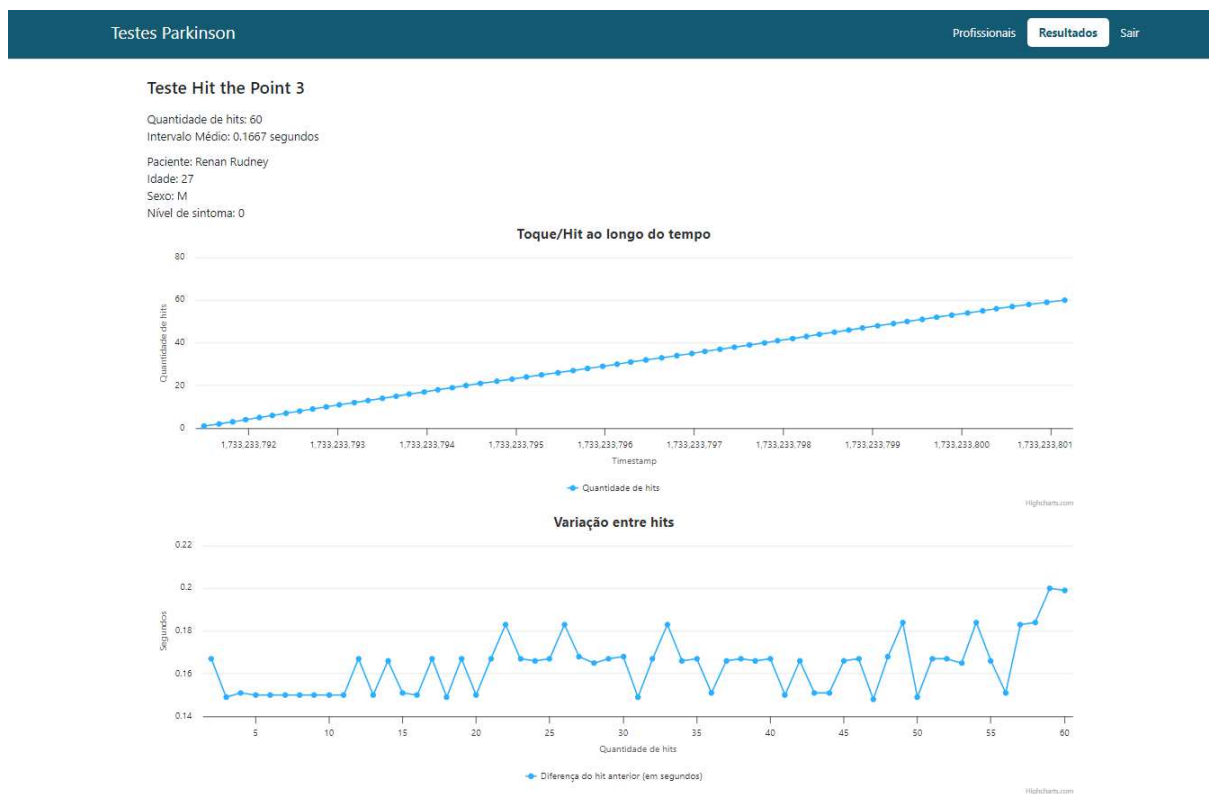 Testes Parkinson
Profissionais Resultados Sair
Teste Hit the Point 3
Quantidade de hits: 60
Intervalo Médio: 0.1667 segundos
Paciente: Renan Rudney
Idade: 27
Sexo: M
Nível de sintoma: 0
Toque/Hit ao longo do tempo
80
60
40
20
0
Quantidade de hits
1,733,233,792 1,733,233,793 1,733,233,794 1,733,233,795 1,733,233,796 1,733,233,797 1,733,233,798 1,733,233,799 1,733,233,800 1,733,233,801
Timestamp
Quantidade de hits
Highcharts.com
Variação entre hits
0.22
0.2
0.18
0.16
0.14
Segundos
5 10 15 20 25 30 35 40 45 50 55 60
Quantidade de hits
Diferença do hit anterior (em segundos)
Highcharts.com